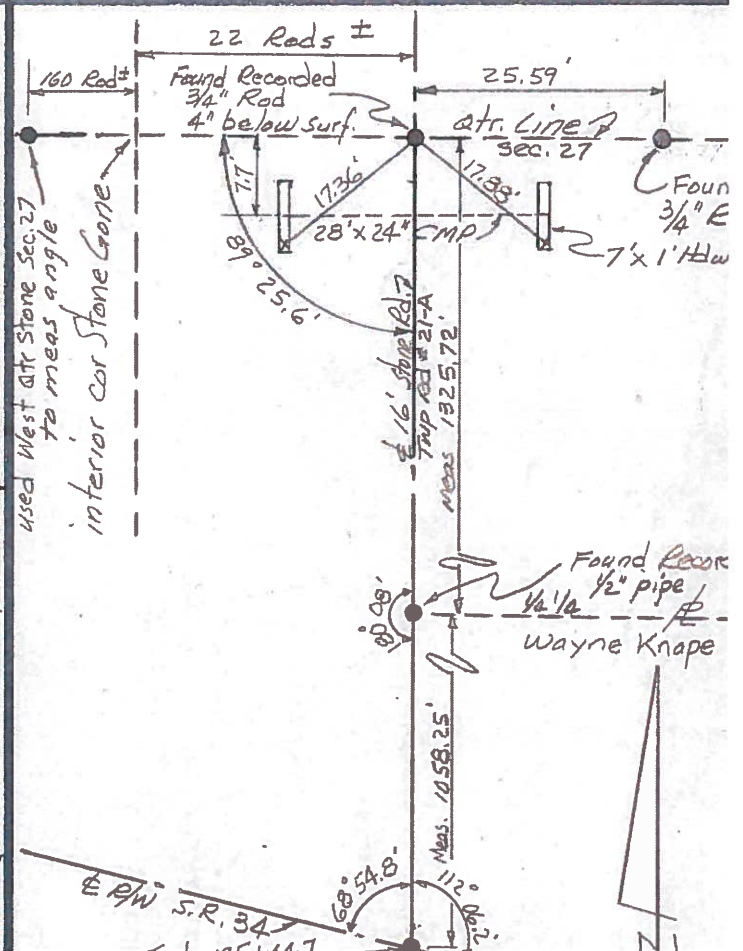 22 Rods ±
160 Rod±
Found Recorded
3/4" Rod
4" below surf.
25.59'
Qtr. Line
Sec. 27
7.7'
17.36'
17.88'
28'x24" CMP
Foun
3/4"
7'x1' Hdw
89° 25.6'
used West Qtr Stone Sec. 27
to meas angle
interior Cor Stone Gone
℄ 16' Stone Rd.
Twp Rd # 21-A
Meas 1325.72'
Found Recor
1/2" pipe
1/4 1/4
℄
Wayne Knape
180° 08'
Meas. 1058.25'
℄ R/W S.R. 34
68° 54.8'
112°